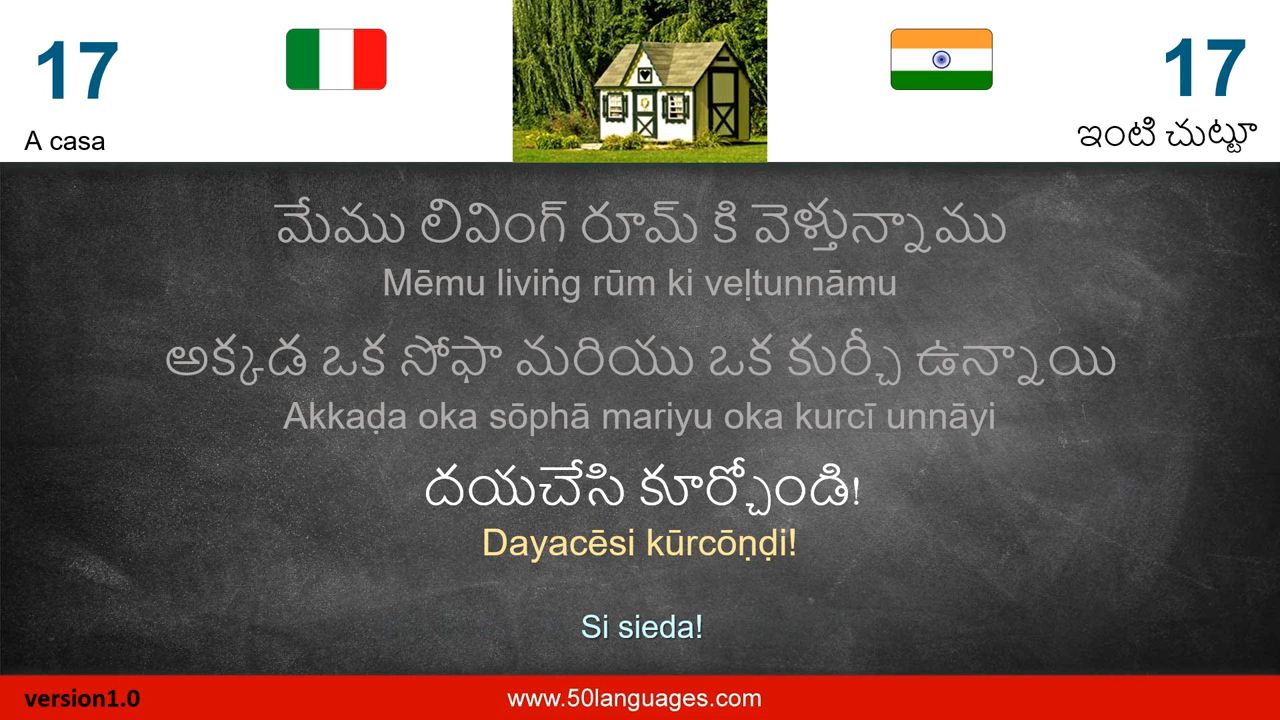 17
17
A casa
ఇంటి చుట్టూ
మేము లివింగ్ రూమ్ కి వెళ్తున్నాము
Mēmu liviṅg rūm ki veḷtunnāmu
అక్కడ ఒక సోఫా మరియు ఒక కుర్చీ ఉన్నాయి
Akkaḍa oka sōphā mariyu oka kurcī unnāyi
దయచేసి కూర్చోండి!
Dayacēsi kūrcōṇḍi!
Si sieda!
version1.0
www.50languages.com